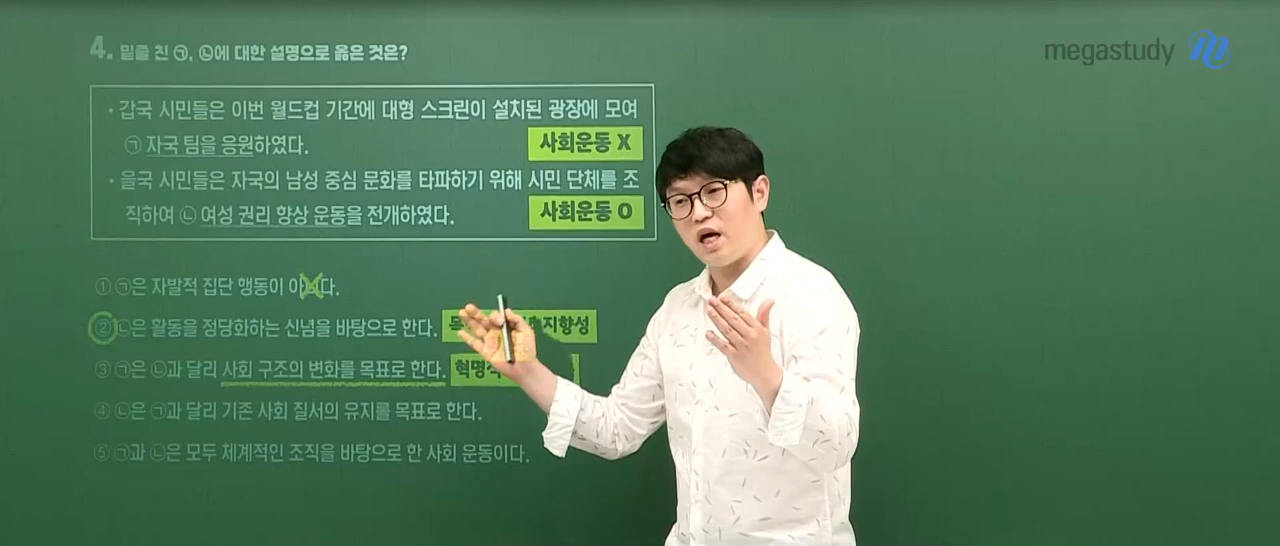 megastudy
4. 밑줄 친 ㉠, ㉡에 대한 설명으로 옳은 것은?
• 갑국 시민들은 이번 월드컵 기간에 대형 스크린이 설치된 광장에 모여
㉠ 자국 팀을 응원하였다. 사회운동 X
• 을국 시민들은 자국의 남성 중심 문화를 타파하기 위해 시민 단체를 조
직하여 ㉡ 여성 권리 향상 운동을 전개하였다. 사회운동 O
① ㉠은 자발적 집단 행동이 아니다.
② ㉡은 활동을 정당화하는 신념을 바탕으로 한다. 지향성
③ ㉠은 ㉡과 달리 사회 구조의 변화를 목표로 한다.
④ ㉡은 ㉠과 달리 기존 사회 질서의 유지를 목표로 한다.
⑤ ㉠과 ㉡은 모두 체계적인 조직을 바탕으로 한 사회 운동이다.